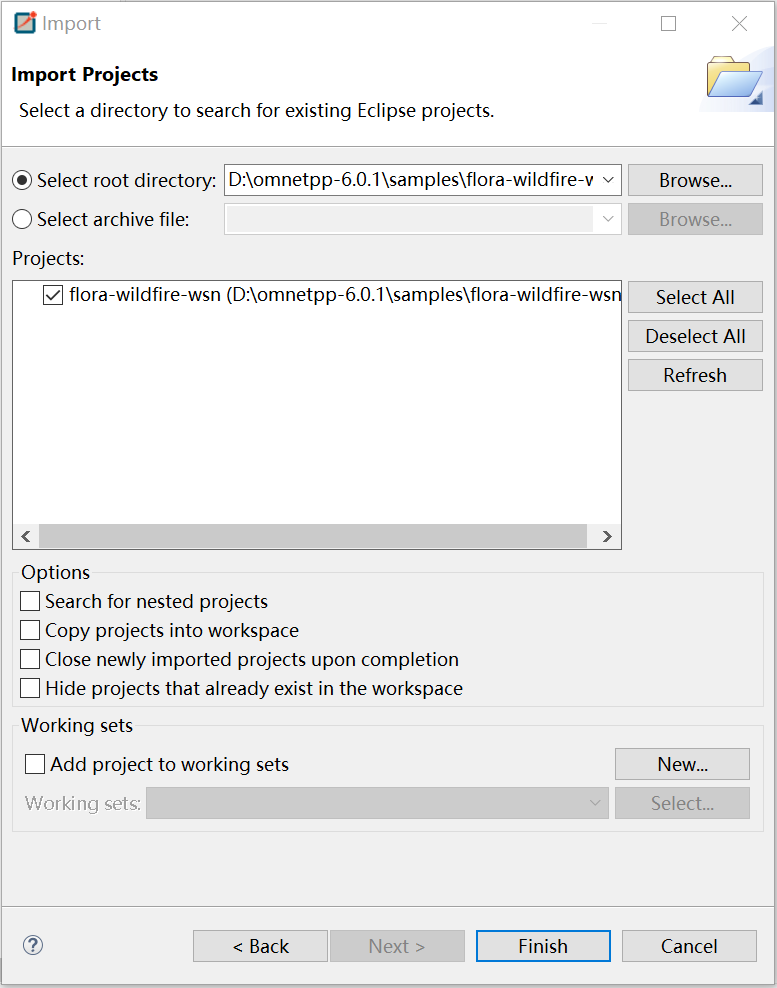 Import
Import Projects
Select a directory to search for existing Eclipse projects.
Select root directory: D:\omnetpp-6.0.1\samples\flora-wildfire-w Browse...
Select archive file: Browse...
Projects:
flora-wildfire-wsn (D:\omnetpp-6.0.1\samples\flora-wildfire-wsn
Select All
Deselect All
Refresh
Options
Search for nested projects
Copy projects into workspace
Close newly imported projects upon completion
Hide projects that already exist in the workspace
Working sets
Add project to working sets New...
Working sets: Select...
? < Back Next > Finish Cancel